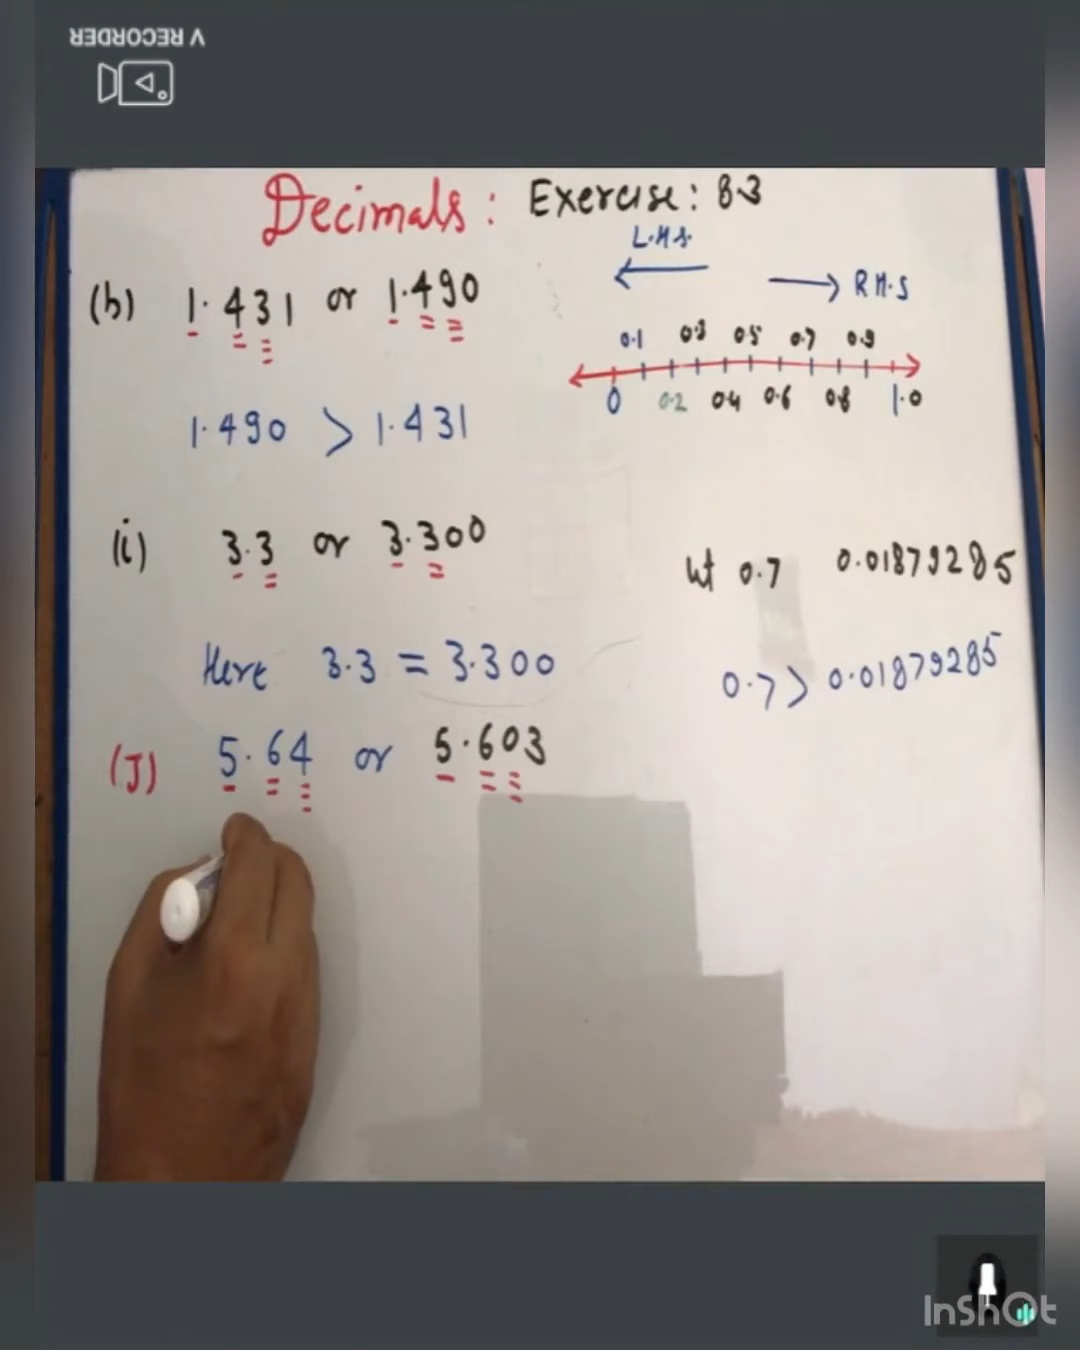 V RECORDER
Decimals: Exercise: 8.3
L.H.S.
R.H.S
(h) 1.431 or 1.490
0.1 0.3 0.5 0.7 0.9
0 0.2 0.4 0.6 0.8 1.0
1.490 > 1.431
(i) 3.3 or 3.300
0.7 0.01879285
Here 3.3 = 3.300
0.7 > 0.01879285
(J) 5.64 or 5.603
InShOt